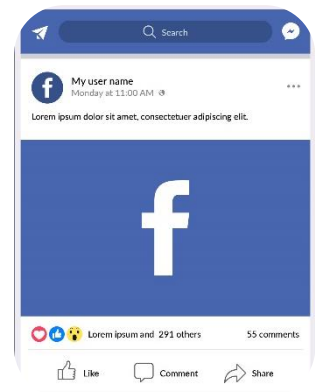 Search
My user name
Monday at 11:00 AM
Lorem ipsum dolor sit amet, consectetuer adipiscing elit.
f
Lorem ipsum and 291 others
55 comments
Like
Comment
Share